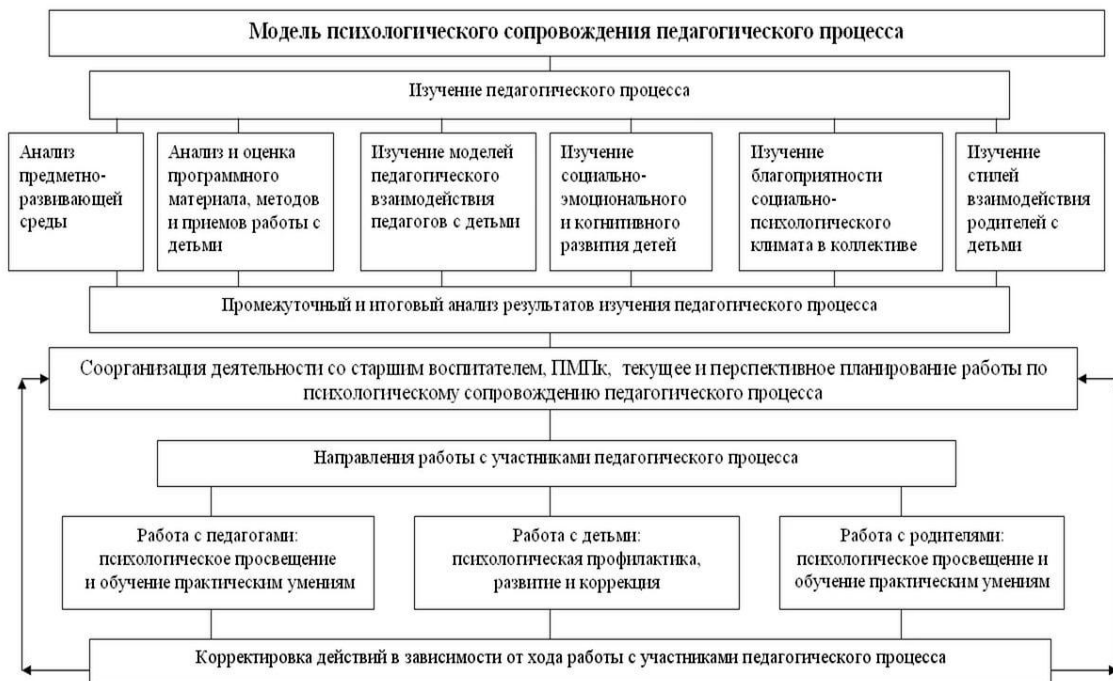 Модель психологического сопровождения педагогического процесса
Изучение педагогического процесса
Анализ
предметно-
развивающей
среды
Анализ и оценка
программного
материала, методов
и приемов работы с
детьми
Изучение моделей
педагогического
взаимодействия
педагогов с детьми
Изучение
социально-
эмоционального
и когнитивного
развития детей
Изучение
благоприятности
социально-
психологического
климата в коллективе
Изучение
стилей
взаимодействия
родителей с
детьми
Промежуточный и итоговый анализ результатов изучения педагогического процесса
Соорганизация деятельности со старшим воспитателем, ПМПк, текущее и перспективное планирование работы по
психологическому сопровождению педагогического процесса
Направления работы с участниками педагогического процесса
Работа с педагогами:
психологическое просвещение
и обучение практическим умениям
Работа с детьми:
психологическая профилактика,
развитие и коррекция
Работа с родителями:
психологическое просвещение и
обучение практическим умениям
Корректировка действий в зависимости от хода работы с участниками педагогического процесса